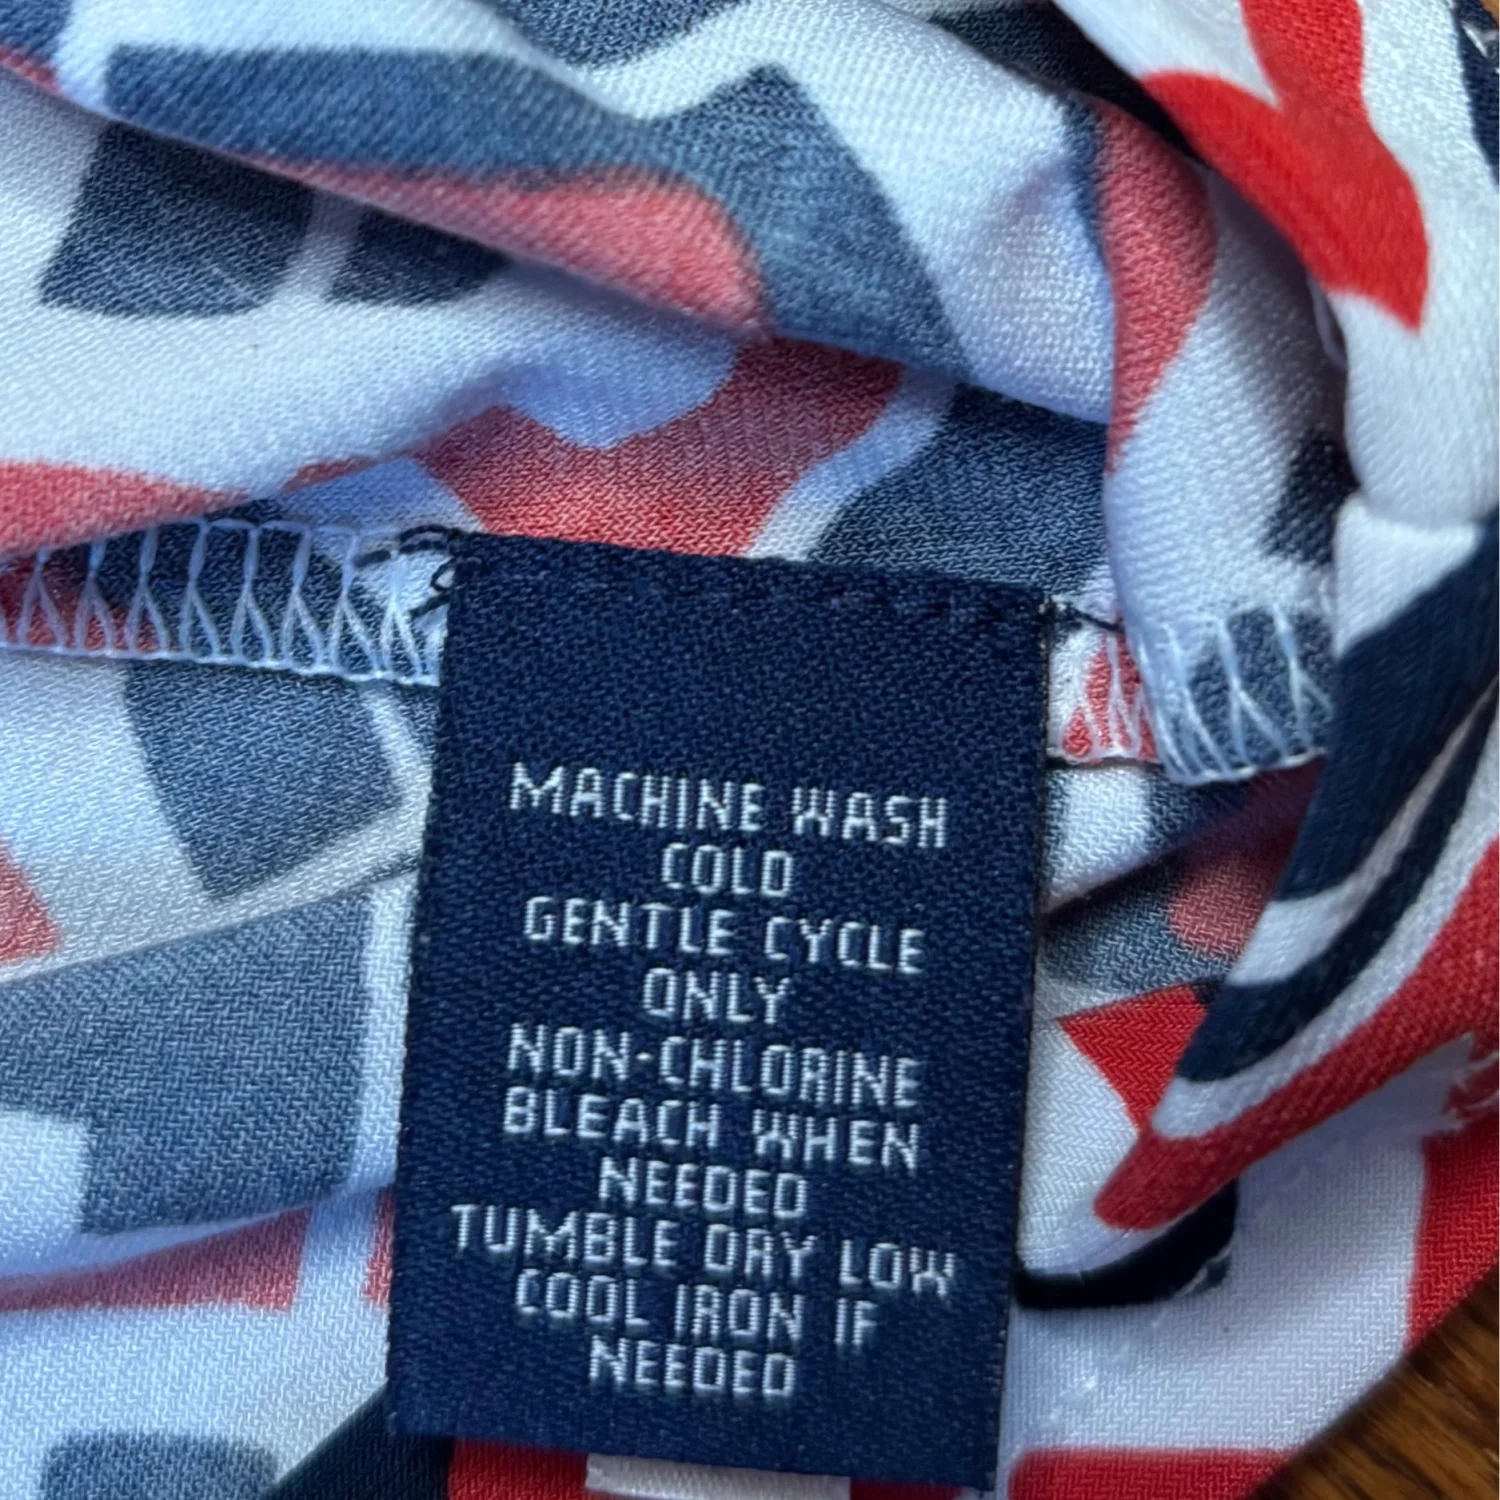 MACHINE WASH
COLD
GENTLE CYCLE
ONLY
NON-CHLORINE
BLEACH WHEN
NEEDED
TUMBLE DRY LOW
COOL IRON IF
NEEDED